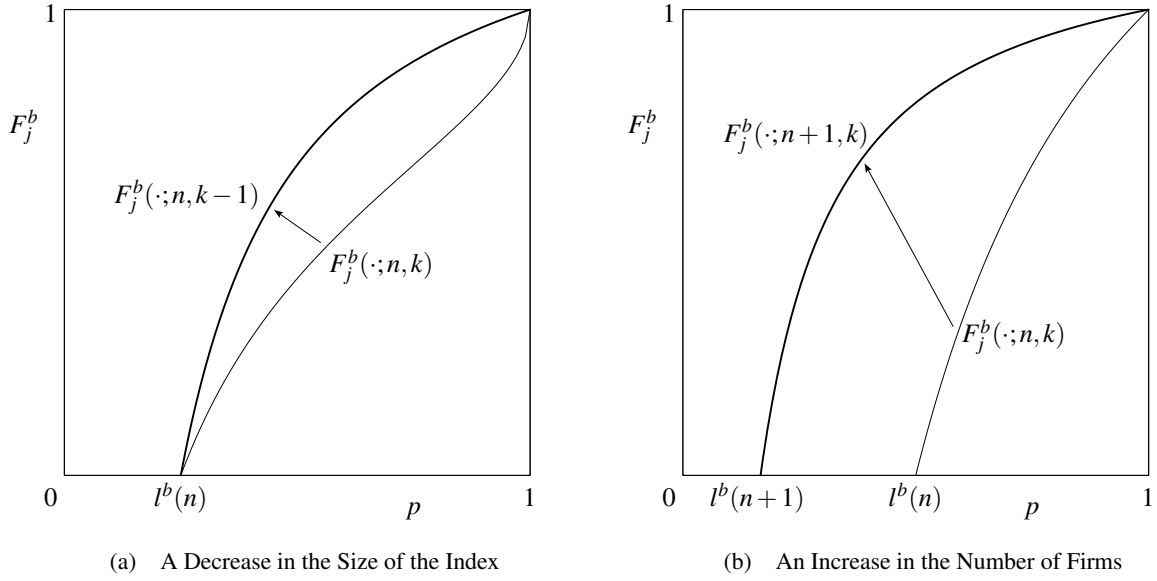 1
F_j^b
F_j^b(·;n,k−1)
F_j^b(·;n,k)
0
l^b(n)
p
1
(a) A Decrease in the Size of the Index
1
F_j^b
F_j^b(·;n+1,k)
F_j^b(·;n,k)
0
l^b(n+1)
l^b(n)
p
1
(b) An Increase in the Number of Firms